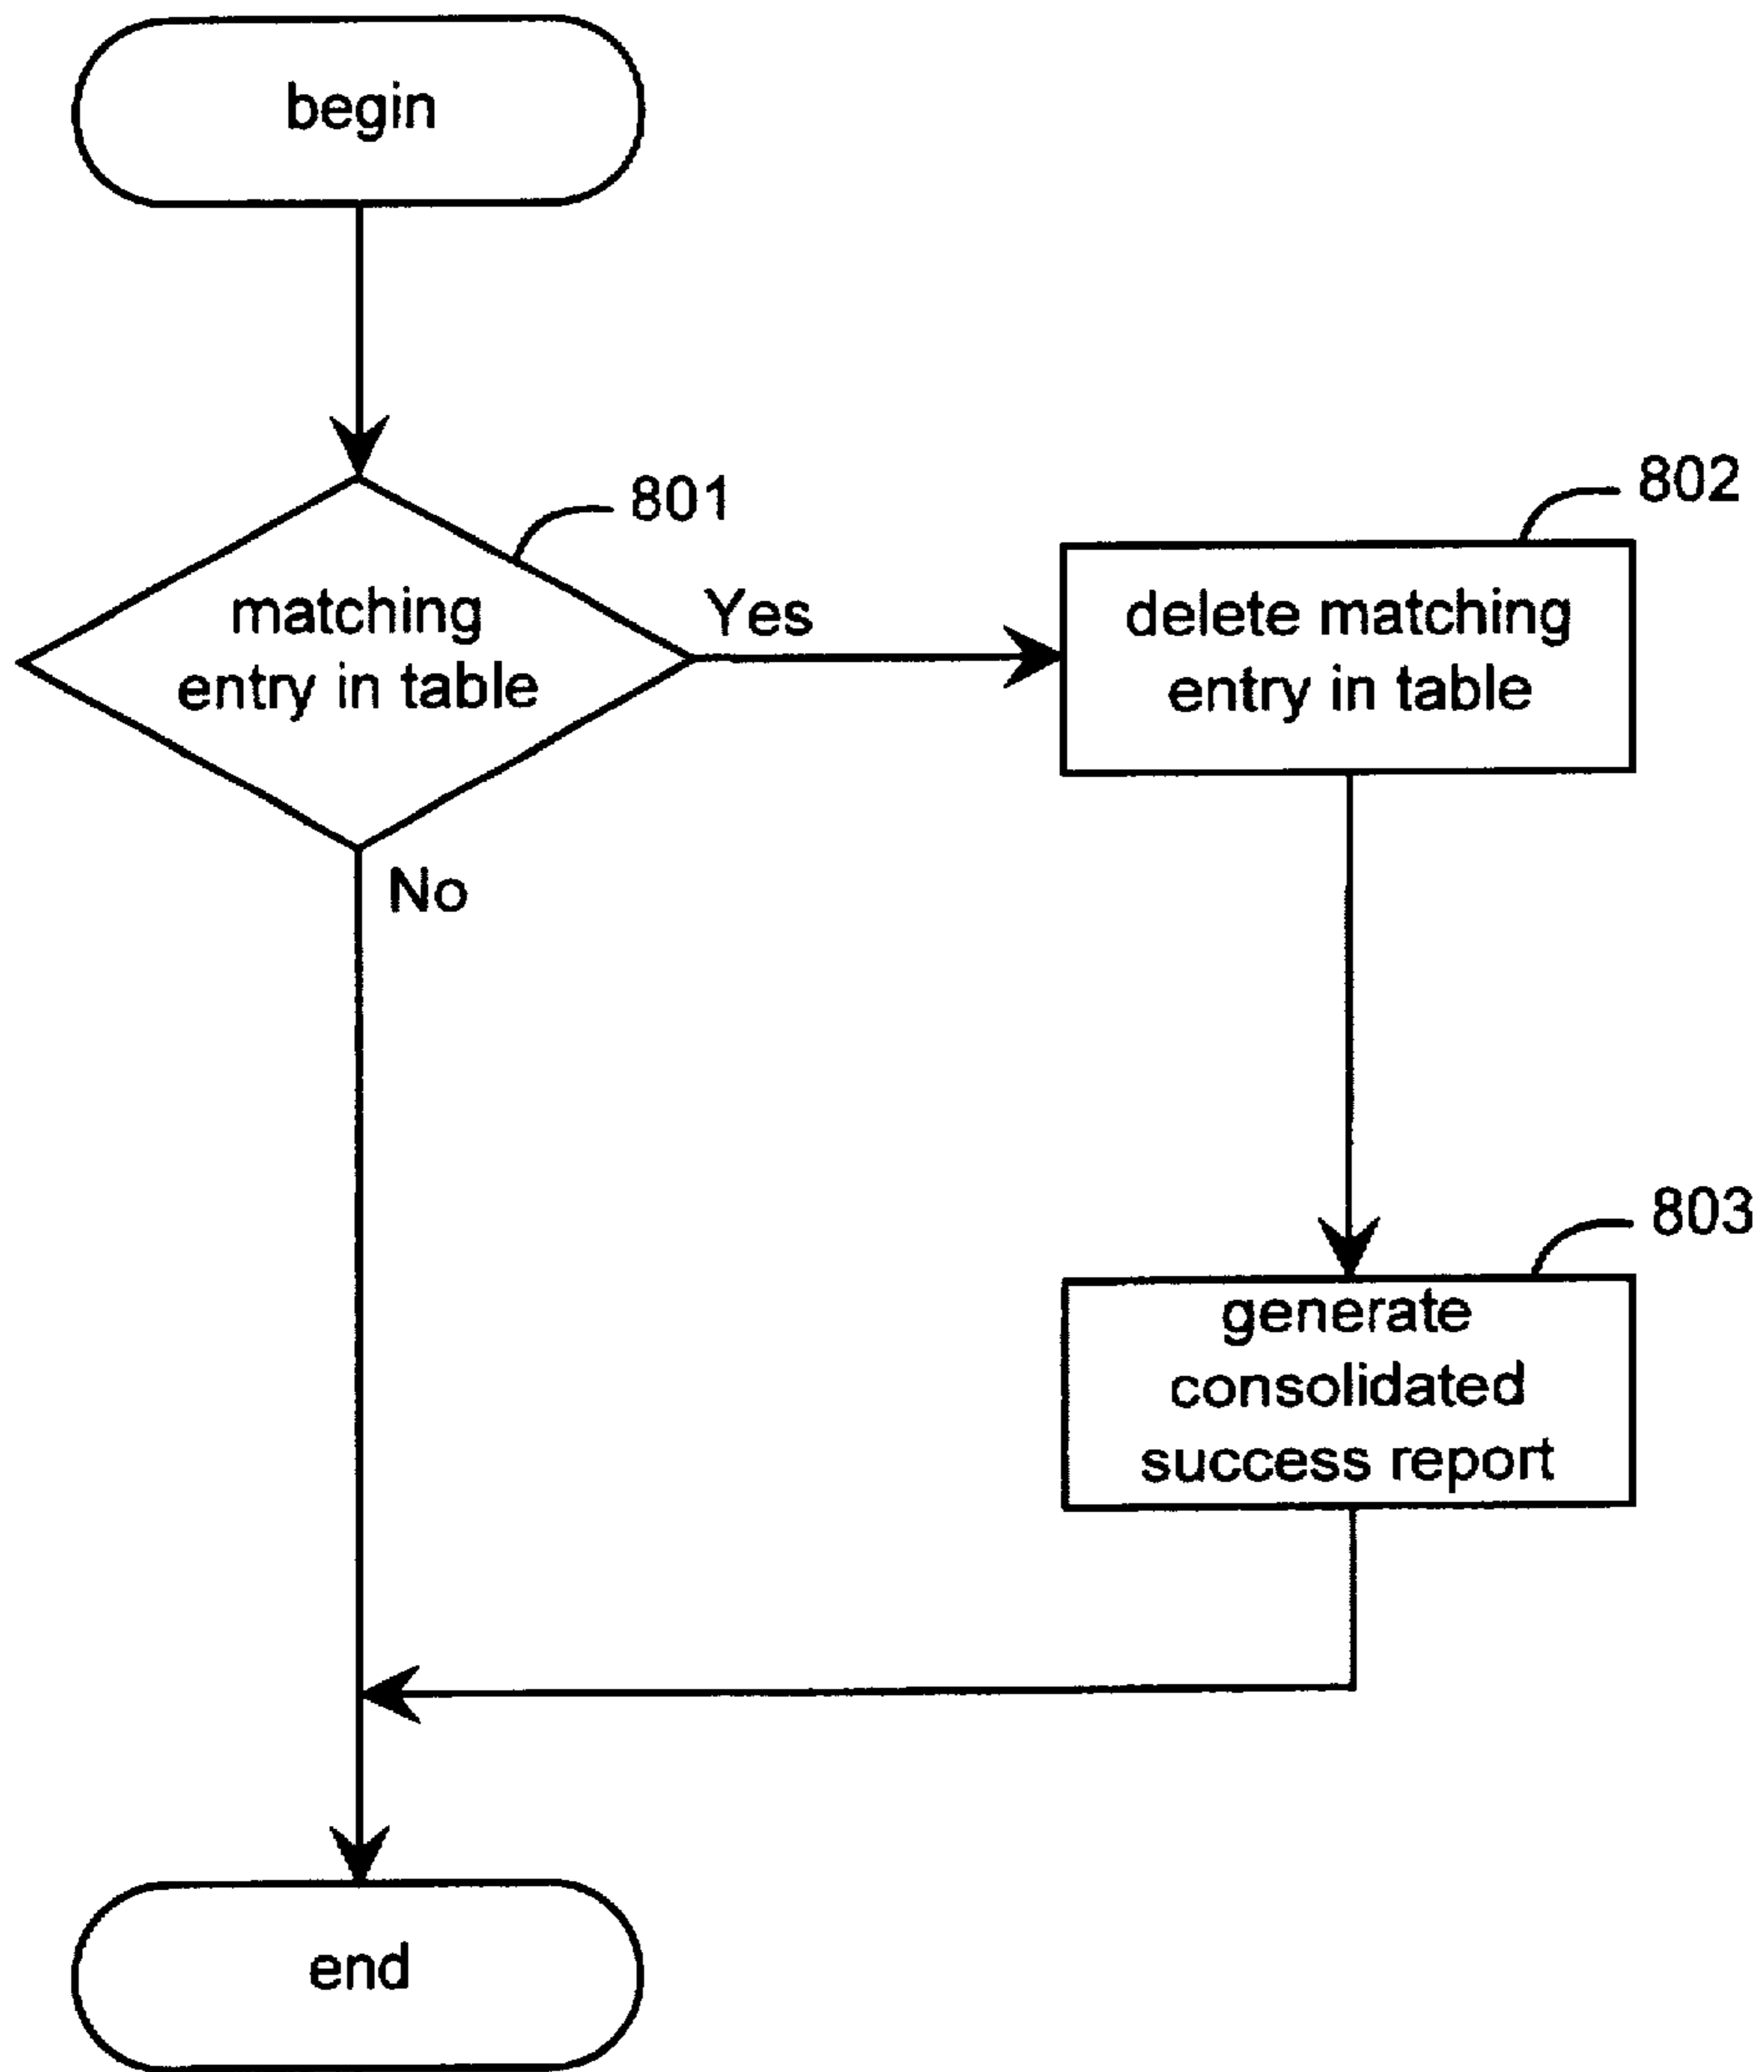 begin
801
802
matching
entry in table
Yes
delete matching
entry in table
No
803
generate
consolidated
success report
end